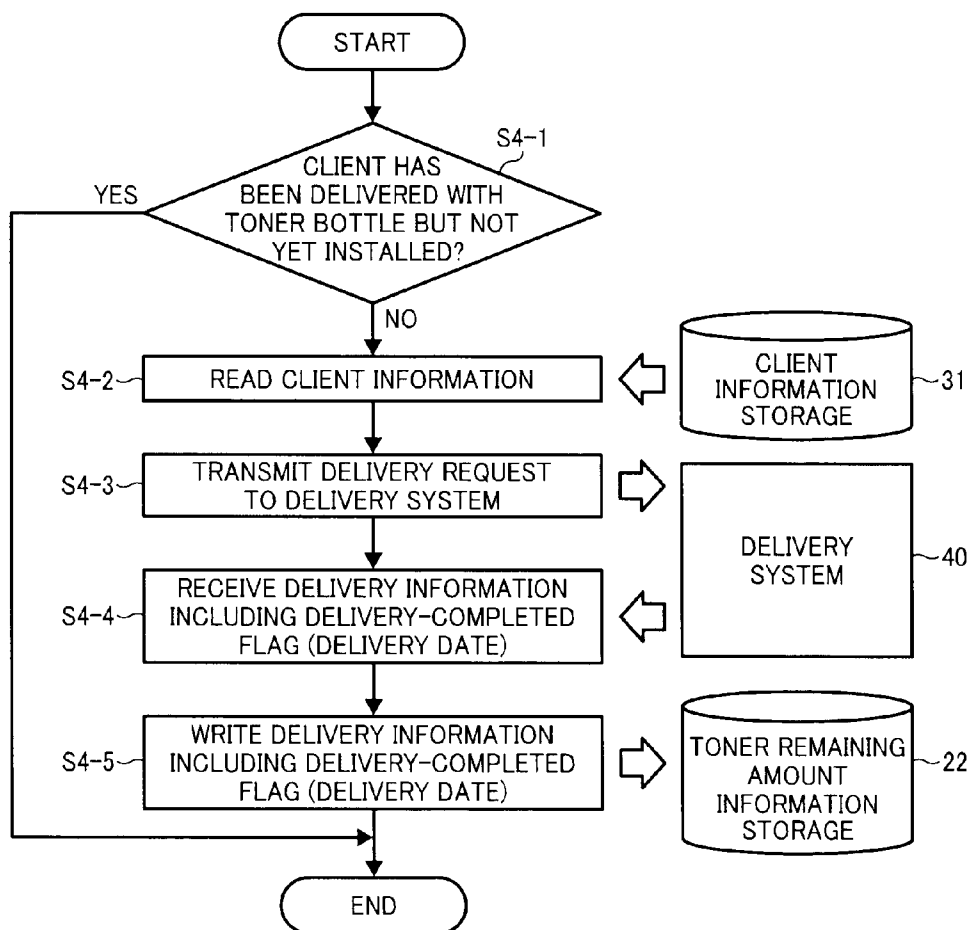 START
S4-1
CLIENT HAS
BEEN DELIVERED WITH
TONER BOTTLE BUT NOT
YET INSTALLED?
YES
NO
S4-2
READ CLIENT INFORMATION
CLIENT
INFORMATION
STORAGE
31
S4-3
TRANSMIT DELIVERY REQUEST
TO DELIVERY SYSTEM
DELIVERY
SYSTEM
40
S4-4
RECEIVE DELIVERY INFORMATION
INCLUDING DELIVERY-COMPLETED
FLAG (DELIVERY DATE)
S4-5
WRITE DELIVERY INFORMATION
INCLUDING DELIVERY-COMPLETED
FLAG (DELIVERY DATE)
TONER REMAINING
AMOUNT
INFORMATION
STORAGE
22
END